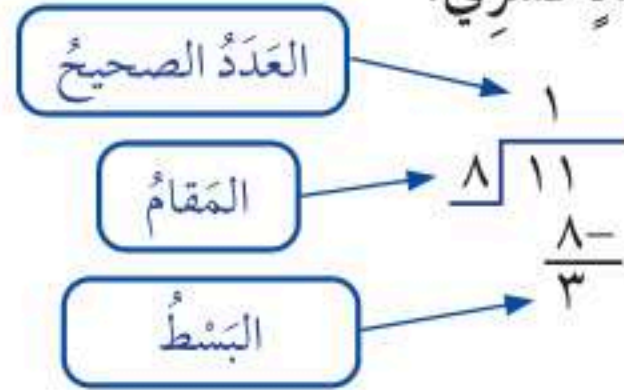 العَدَدُ الصحيحُ
١
المَقامُ
٨ ١١
٨−
البَسْطُ
٣